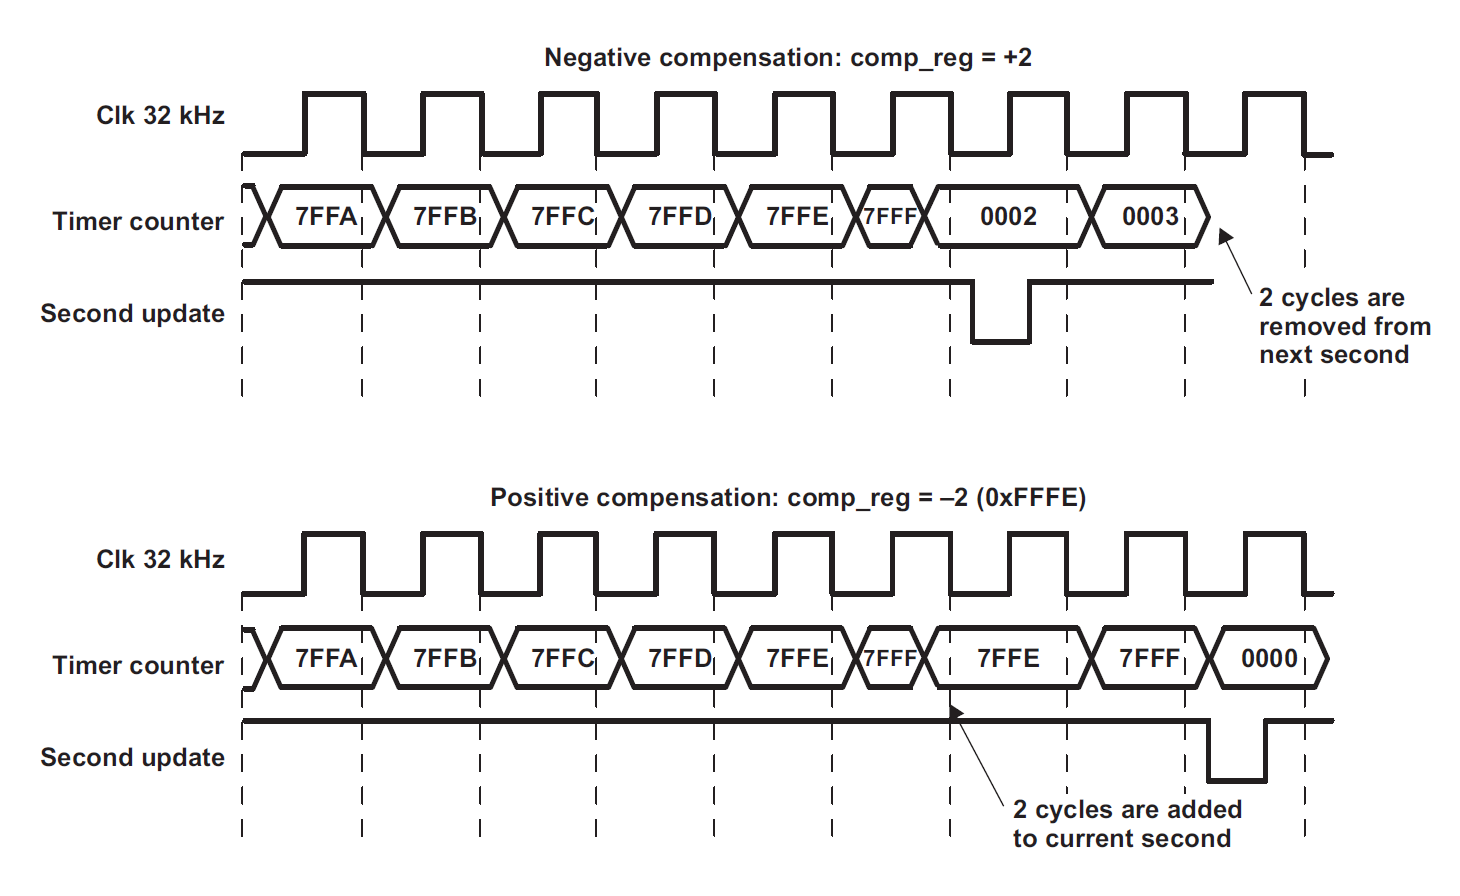 Negative compensation: comp_reg = +2
Clk 32 kHz
Timer counter
7FFA 7FFB 7FFC 7FFD 7FFE 7FFF 0002 0003
Second update
2 cycles are
removed from
next second
Positive compensation: comp_reg = –2 (0xFFFE)
Clk 32 kHz
Timer counter
7FFA 7FFB 7FFC 7FFD 7FFE 7FFF 7FFE 7FFF 0000
Second update
2 cycles are added
to current second